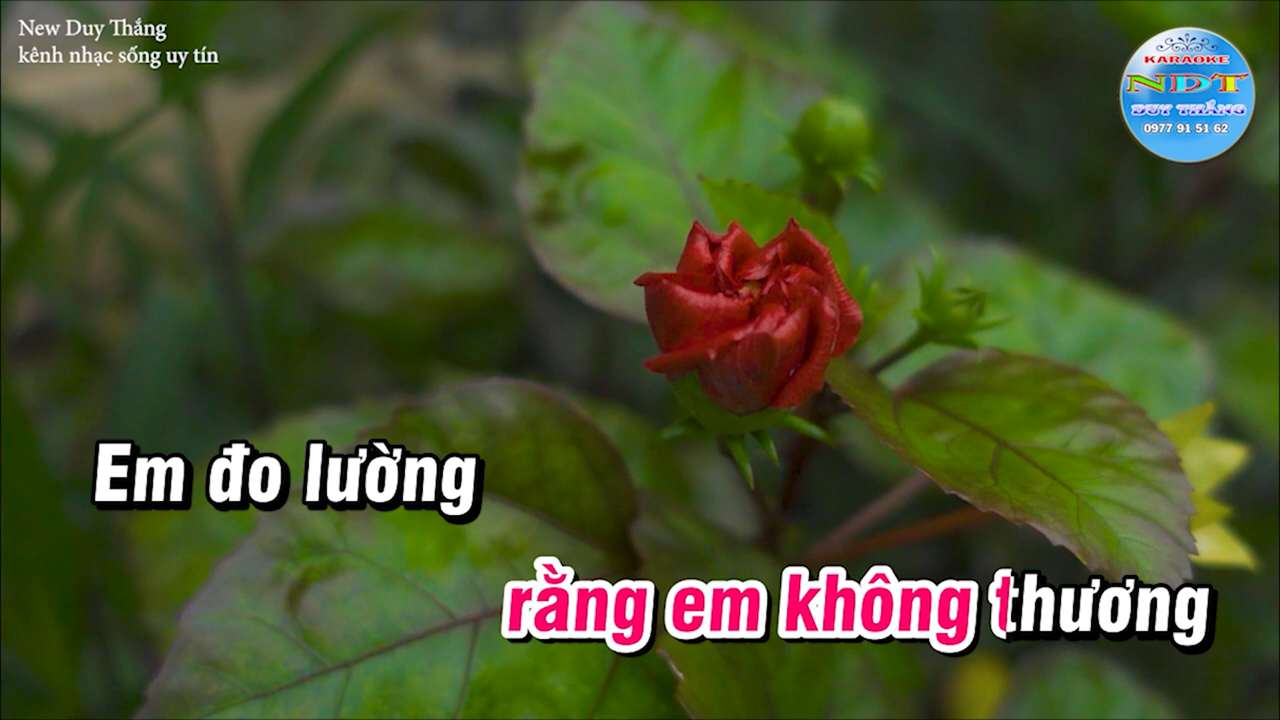 New Duy Thắng
kênh nhạc sống uy tín
KARAOKE
NDT
DUY THẮNG
0977 91 51 62
Em đo lường
rằng em không thương